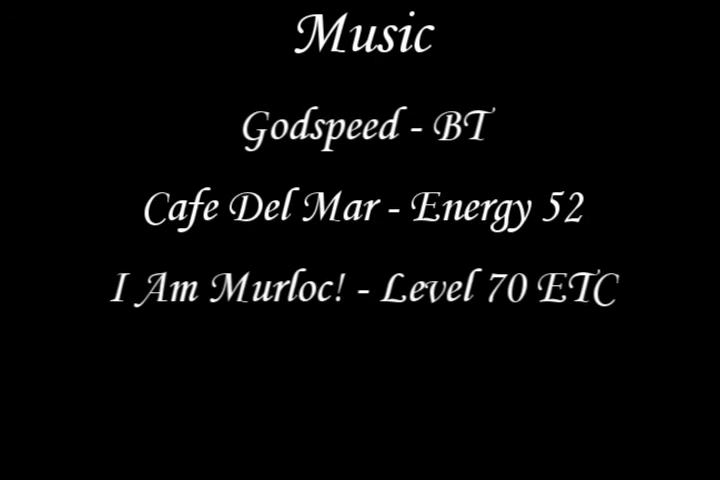 Music
Godspeed - BT
Cafe Del Mar - Energy 52
I Am Murloc! - Level 70 ETC